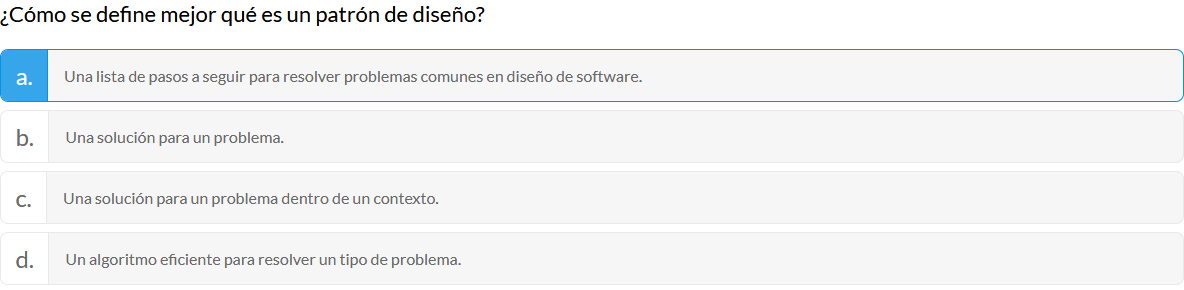 ¿Cómo se define mejor qué es un patrón de diseño?
a. Una lista de pasos a seguir para resolver problemas comunes en diseño de software.
b. Una solución para un problema.
c. Una solución para un problema dentro de un contexto.
d. Un algoritmo eficiente para resolver un tipo de problema.